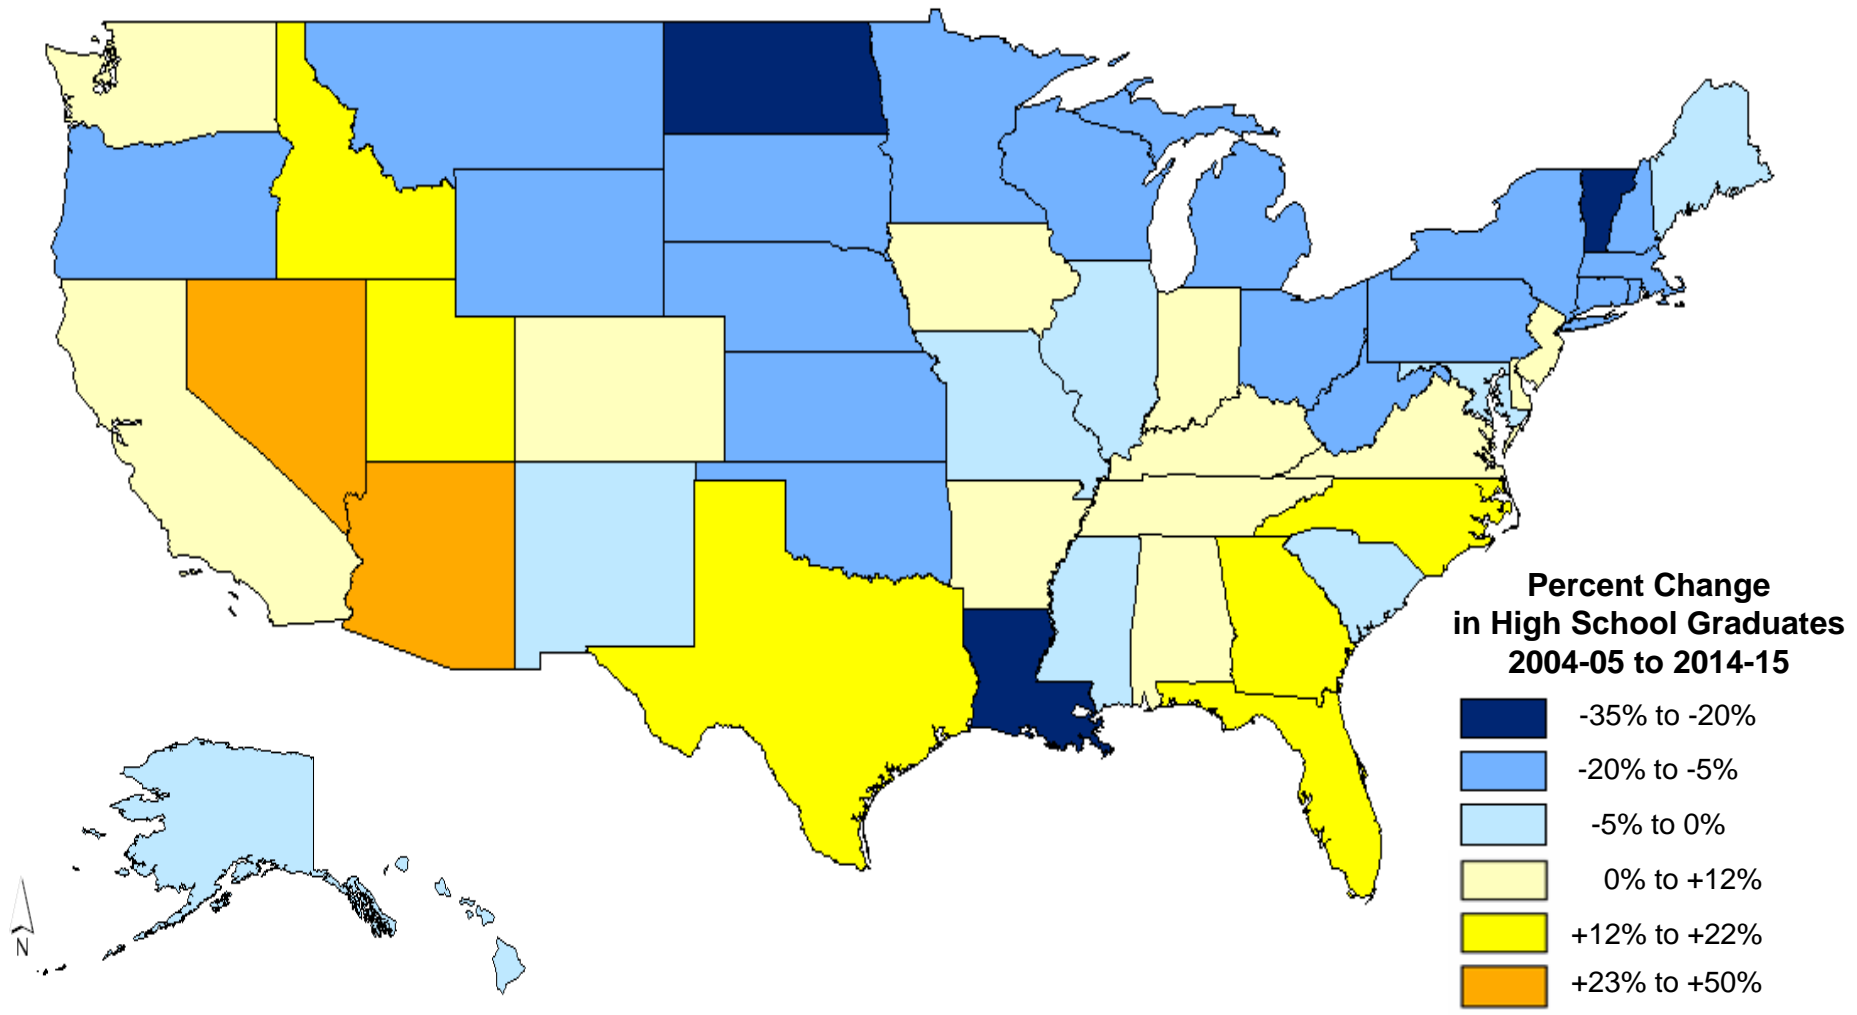 Percent Change
in High School Graduates
2004-05 to 2014-15
-35% to -20%
-20% to -5%
-5% to 0%
0% to +12%
+12% to +22%
+23% to +50%
N